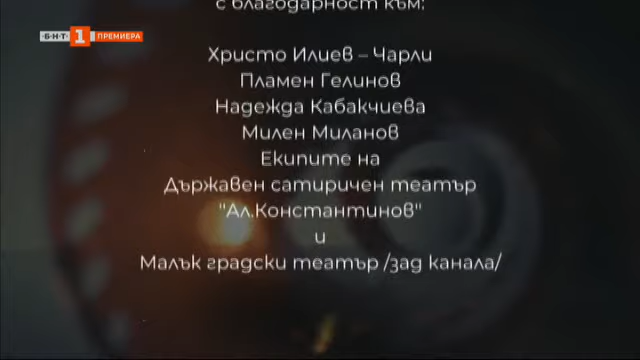 с благодарност към:
БНТ 1 ПРЕМИЕРА
Христо Илиев – Чарли
Пламен Гелинов
Надежда Кабакчиева
Милен Миланов
Екипите на
Държавен сатиричен театър
"Ал.Константинов"
и
Малък градски театър /зад канала/